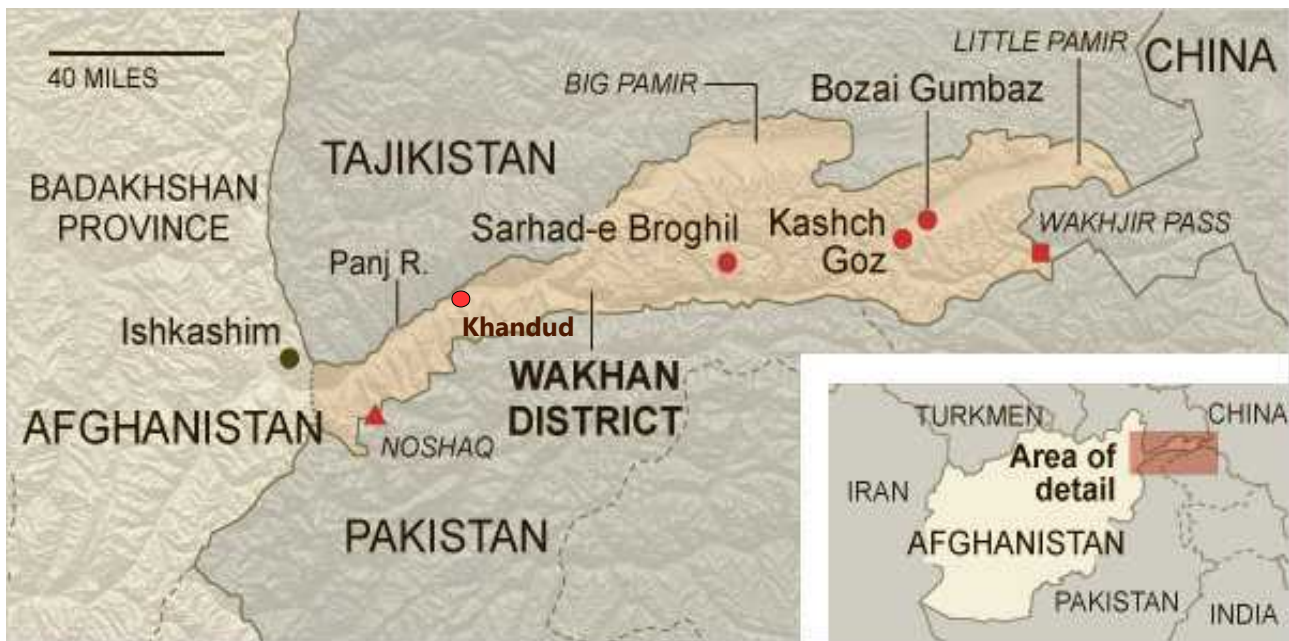 40 MILES
LITTLE PAMIR
CHINA
BIG PAMIR
Bozai Gumbaz
TAJIKISTAN
BADAKHSHAN
PROVINCE
Sarhad-e Broghil
Kashch
Goz
WAKHJIR PASS
Panj R.
Ishkashim
Khandud
WAKHAN
DISTRICT
AFGHANISTAN
NOSHAQ
PAKISTAN
TURKMEN
CHINA
Area of
detail
IRAN
AFGHANISTAN
PAKISTAN
INDIA